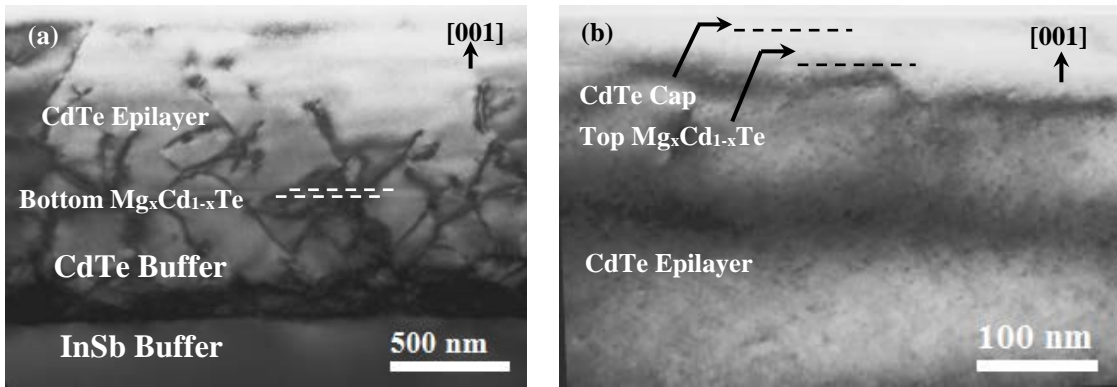 (a)
[001]
CdTe Epilayer
Bottom MgₓCd₁₋ₓTe
CdTe Buffer
InSb Buffer
500 nm
(b)
[001]
CdTe Cap
Top MgₓCd₁₋ₓTe
CdTe Epilayer
100 nm